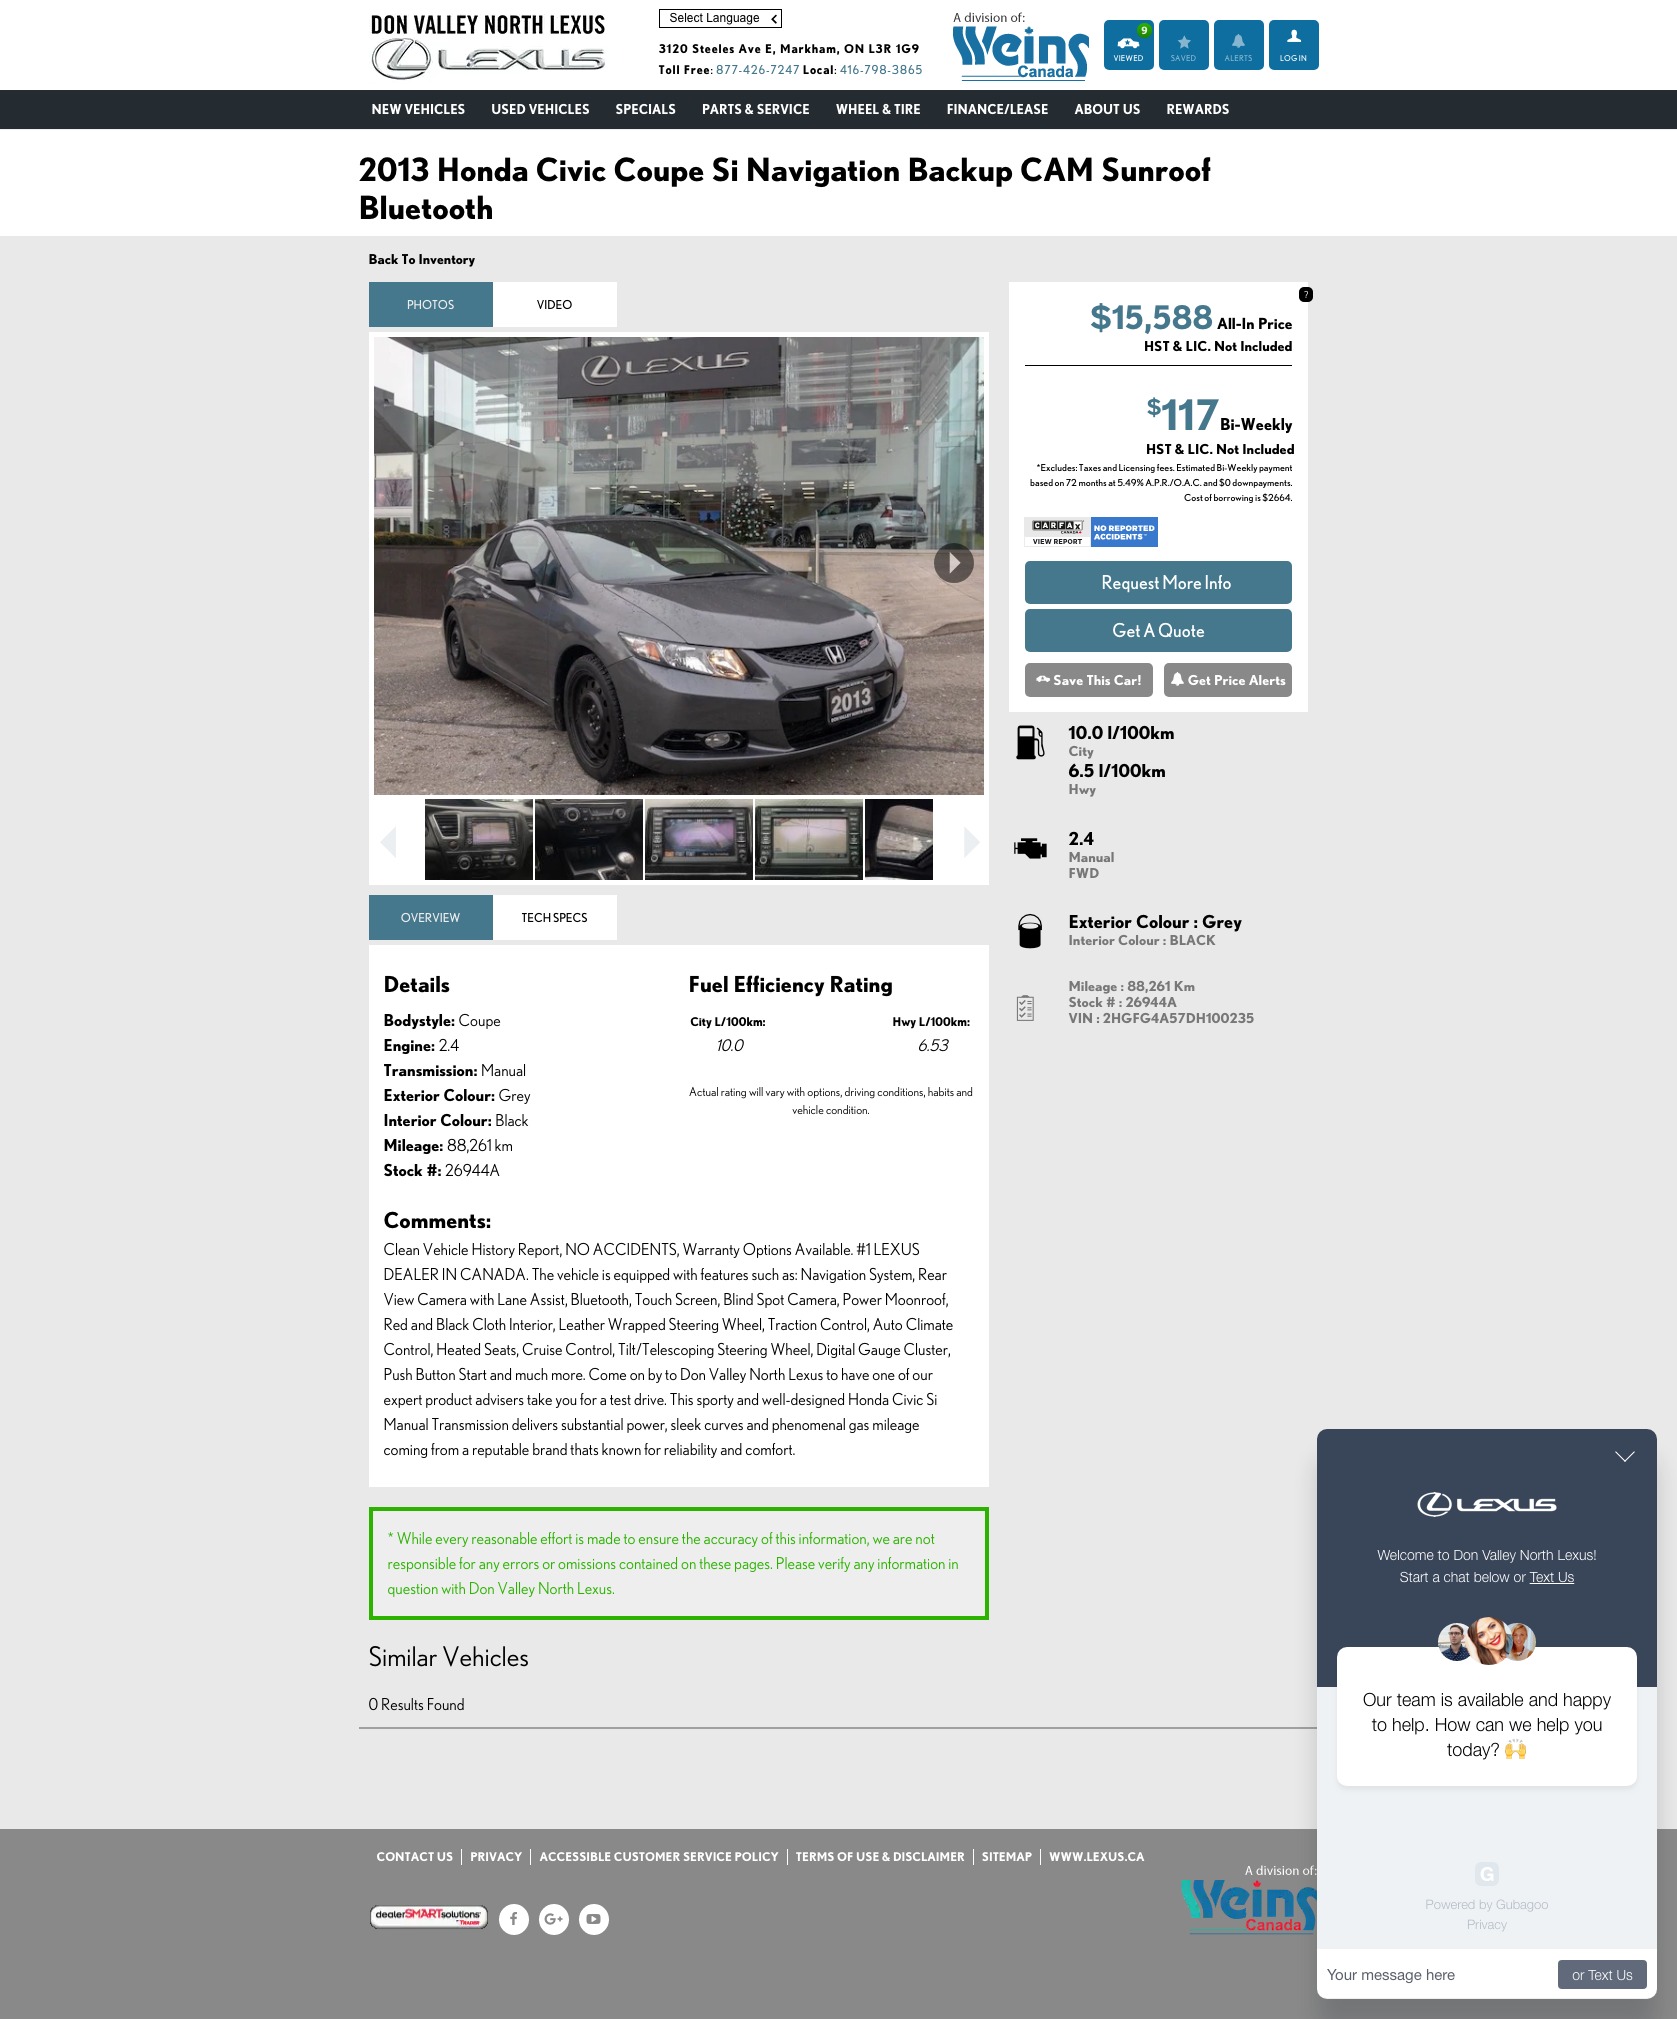 DON VALLEY NORTH LEXUS
LEXUS
Select Language
3120 Steeles Ave E, Markham, ON L3R 1G9
Toll Free: 877-426-7247 Local: 416-798-3865
A division of:
Weins
Canada
9
VIEWED
SAVED
ALERTS
LOG IN
NEW VEHICLES USED VEHICLES SPECIALS PARTS & SERVICE WHEEL & TIRE FINANCE/LEASE ABOUT US REWARDS
2013 Honda Civic Coupe Si Navigation Backup CAM Sunroof
Bluetooth
Back To Inventory
PHOTOS VIDEO
LEXUS
2013
?
$15,588 All-In Price
HST & LIC. Not Included
$117 Bi-Weekly
HST & LIC. Not Included
*Excludes: Taxes and Licensing fees. Estimated Bi-Weekly payment
based on 72 months at 5.49% A.P.R./O.A.C. and $0 downpayments.
Cost of borrowing is $2664.
CARFAX
CANADA
VIEW REPORT
NO REPORTED
ACCIDENTS
Request More Info
Get A Quote
Save This Car!
Get Price Alerts
10.0 l/100km
City
6.5 l/100km
Hwy
2.4
Manual
FWD
Exterior Colour : Grey
Interior Colour : BLACK
Mileage : 88,261 Km
Stock # : 26944A
VIN : 2HGFG4A57DH100235
OVERVIEW TECH SPECS
Details
Bodystyle: Coupe
Engine: 2.4
Transmission: Manual
Exterior Colour: Grey
Interior Colour: Black
Mileage: 88,261 km
Stock #: 26944A
Fuel Efficiency Rating
City L/100km: Hwy L/100km:
10.0 6.53
Actual rating will vary with options, driving conditions, habits and
vehicle condition.
Comments:
Clean Vehicle History Report, NO ACCIDENTS, Warranty Options Available. #1 LEXUS
DEALER IN CANADA. The vehicle is equipped with features such as: Navigation System, Rear
View Camera with Lane Assist, Bluetooth, Touch Screen, Blind Spot Camera, Power Moonroof,
Red and Black Cloth Interior, Leather Wrapped Steering Wheel, Traction Control, Auto Climate
Control, Heated Seats, Cruise Control, Tilt/Telescoping Steering Wheel, Digital Gauge Cluster,
Push Button Start and much more. Come on by to Don Valley North Lexus to have one of our
expert product advisers take you for a test drive. This sporty and well-designed Honda Civic Si
Manual Transmission delivers substantial power, sleek curves and phenomenal gas mileage
coming from a reputable brand thats known for reliability and comfort.
* While every reasonable effort is made to ensure the accuracy of this information, we are not
responsible for any errors or omissions contained on these pages. Please verify any information in
question with Don Valley North Lexus.
Similar Vehicles
0 Results Found
LEXUS
Welcome to Don Valley North Lexus!
Start a chat below or Text Us
Our team is available and happy
to help. How can we help you
today? 🙌
G
Powered by Gubagoo
Privacy
Your message here
or Text Us
CONTACT US PRIVACY ACCESSIBLE CUSTOMER SERVICE POLICY TERMS OF USE & DISCLAIMER SITEMAP WWW.LEXUS.CA
dealerSMARTsolutions
TRADER
f
G+
A division of:
Weins
Canada